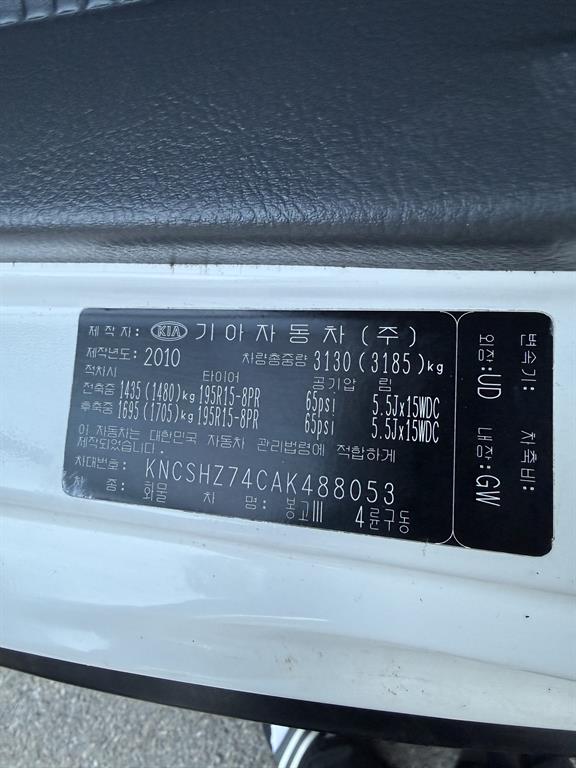 제작자: KIA 기아자동차(주)
제작년도: 2010 차량총중량 3130(3185)kg
적차시 타이어 공기압 림
전축중 1435(1480)kg 195R15-8PR 65psi 5.5Jx15WDC
후축중 1695(1705)kg 195R15-8PR 65psi 5.5Jx15WDC
이 자동차는 대한민국 자동차 관리법령에 적합하게
제작되었습니다.
차대번호: KNCSHZ74CAK488053
차 종: 화물 차 명: 봉고III 4륜구동
변속기: 차축비:
외장: UD 내장: GW